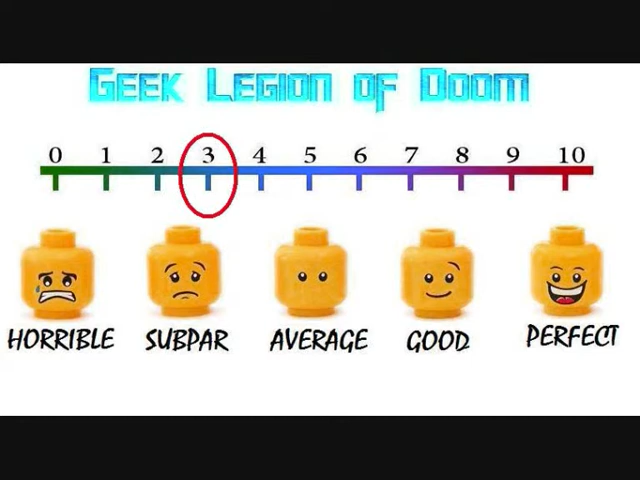 Geek Legion of Doom
0 1 2 3 4 5 6 7 8 9 10
HORRIBLE SUBPAR AVERAGE GOOD PERFECT